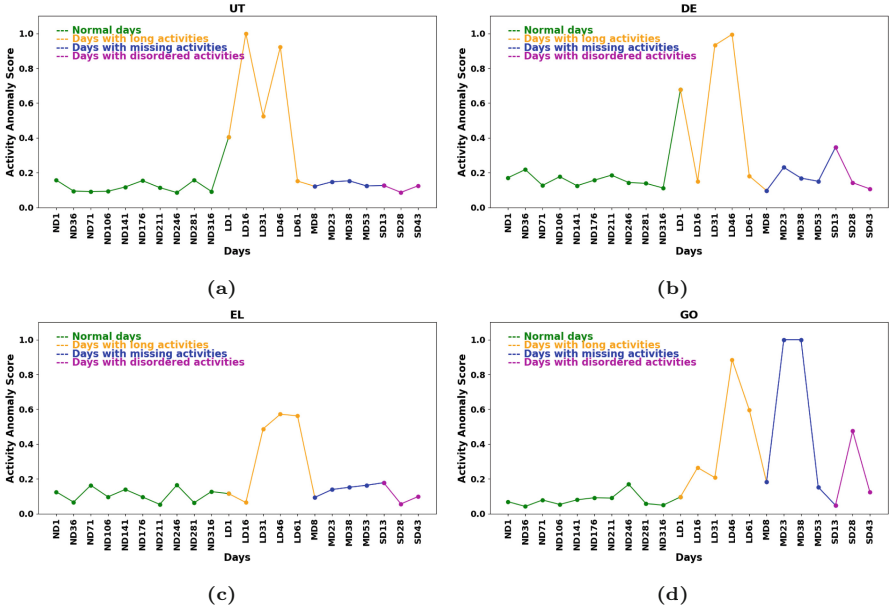 UT
Activity Anomaly Score
1.0
0.8
0.6
0.4
0.2
0.0
--- Normal days
--- Days with long activities
--- Days with missing activities
--- Days with disordered activities
ND1 ND36 ND71 ND106 ND141 ND176 ND211 ND246 ND281 ND316 LD1 LD16 LD31 LD46 LD61 MD8 MD23 MD38 MD53 SD13 SD28 SD43
Days
(a)
DE
Activity Anomaly Score
1.0
0.8
0.6
0.4
0.2
0.0
--- Normal days
--- Days with long activities
--- Days with missing activities
--- Days with disordered activities
ND1 ND36 ND71 ND106 ND141 ND176 ND211 ND246 ND281 ND316 LD1 LD16 LD31 LD46 LD61 MD8 MD23 MD38 MD53 SD13 SD28 SD43
Days
(b)
EL
Activity Anomaly Score
1.0
0.8
0.6
0.4
0.2
0.0
--- Normal days
--- Days with long activities
--- Days with missing activities
--- Days with disordered activities
ND1 ND36 ND71 ND106 ND141 ND176 ND211 ND246 ND281 ND316 LD1 LD16 LD31 LD46 LD61 MD8 MD23 MD38 MD53 SD13 SD28 SD43
Days
(c)
GO
Activity Anomaly Score
1.0
0.8
0.6
0.4
0.2
0.0
--- Normal days
--- Days with long activities
--- Days with missing activities
--- Days with disordered activities
ND1 ND36 ND71 ND106 ND141 ND176 ND211 ND246 ND281 ND316 LD1 LD16 LD31 LD46 LD61 MD8 MD23 MD38 MD53 SD13 SD28 SD43
Days
(d)